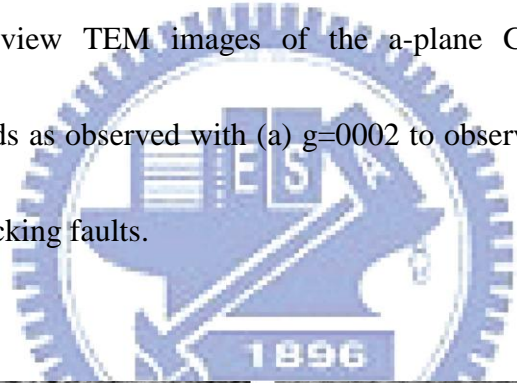 view TEM images of the a-plane
ds as observed with (a) g=0002 to observ
cking faults.
E S A
1896